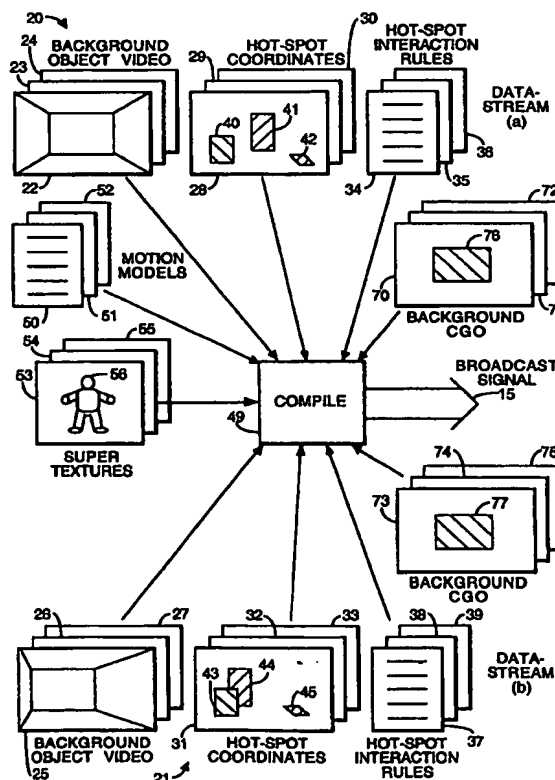 20
24
23
BACKGROUND
OBJECT VIDEO
22
30
29
HOT-SPOT
COORDINATES
40
41
42
28
HOT-SPOT
INTERACTION
RULES
36
35
34
DATA-
STREAM
(a)
52
MOTION
MODELS
50
51
72
76
70
7
BACKGROUND
CGO
55
54
53
56
SUPER
TEXTURES
COMPILE
49
BROADCAST
SIGNAL
15
75
74
73
77
BACKGROUND
CGO
26
27
25
BACKGROUND
OBJECT VIDEO
32
33
43
44
45
31
HOT-SPOT
COORDINATES
21
38
39
37
HOT-SPOT
INTERACTION
RULES
DATA-
STREAM
(b)